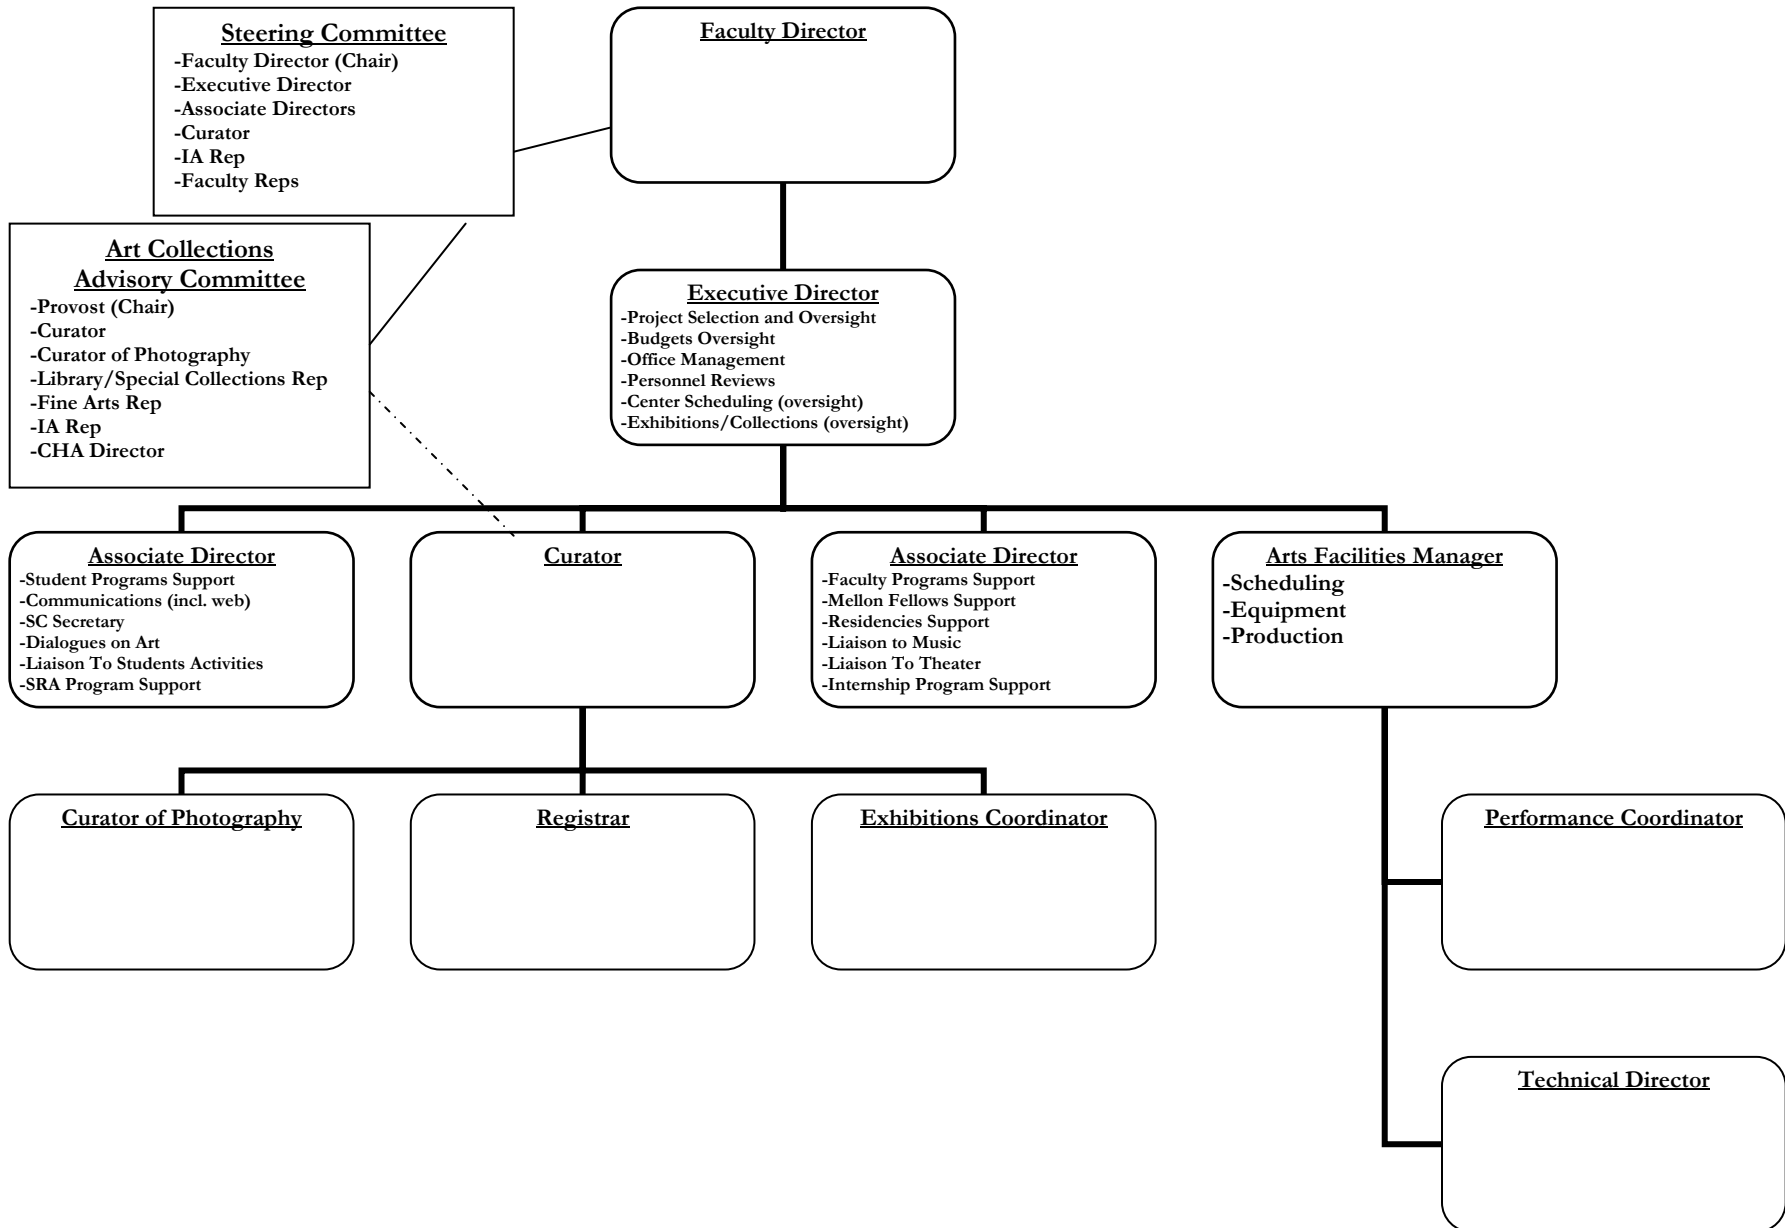 Steering Committee
-Faculty Director (Chair)
-Executive Director
-Associate Directors
-Curator
-IA Rep
-Faculty Reps
Faculty Director
Art Collections
Advisory Committee
-Provost (Chair)
-Curator
-Curator of Photography
-Library/Special Collections Rep
-Fine Arts Rep
-IA Rep
-CHA Director
Executive Director
-Project Selection and Oversight
-Budgets Oversight
-Office Management
-Personnel Reviews
-Center Scheduling (oversight)
-Exhibitions/Collections (oversight)
Associate Director
-Student Programs Support
-Communications (incl. web)
-SC Secretary
-Dialogues on Art
-Liaison To Students Activities
-SRA Program Support
Curator
Associate Director
-Faculty Programs Support
-Mellon Fellows Support
-Residencies Support
-Liaison to Music
-Liaison To Theater
-Internship Program Support
Arts Facilities Manager
-Scheduling
-Equipment
-Production
Curator of Photography
Registrar
Exhibitions Coordinator
Performance Coordinator
Technical Director